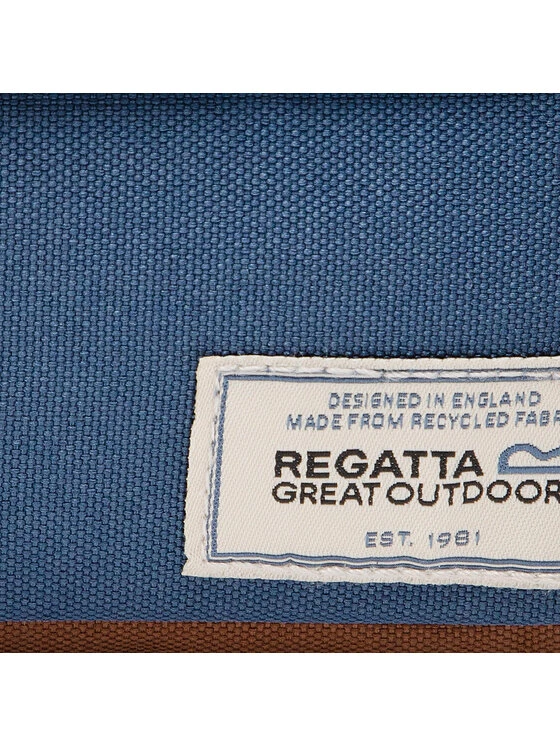 DESIGNED IN ENGLAND
MADE FROM RECYCLED FABR
REGATTA R
GREAT OUTDOOR
EST. 1981